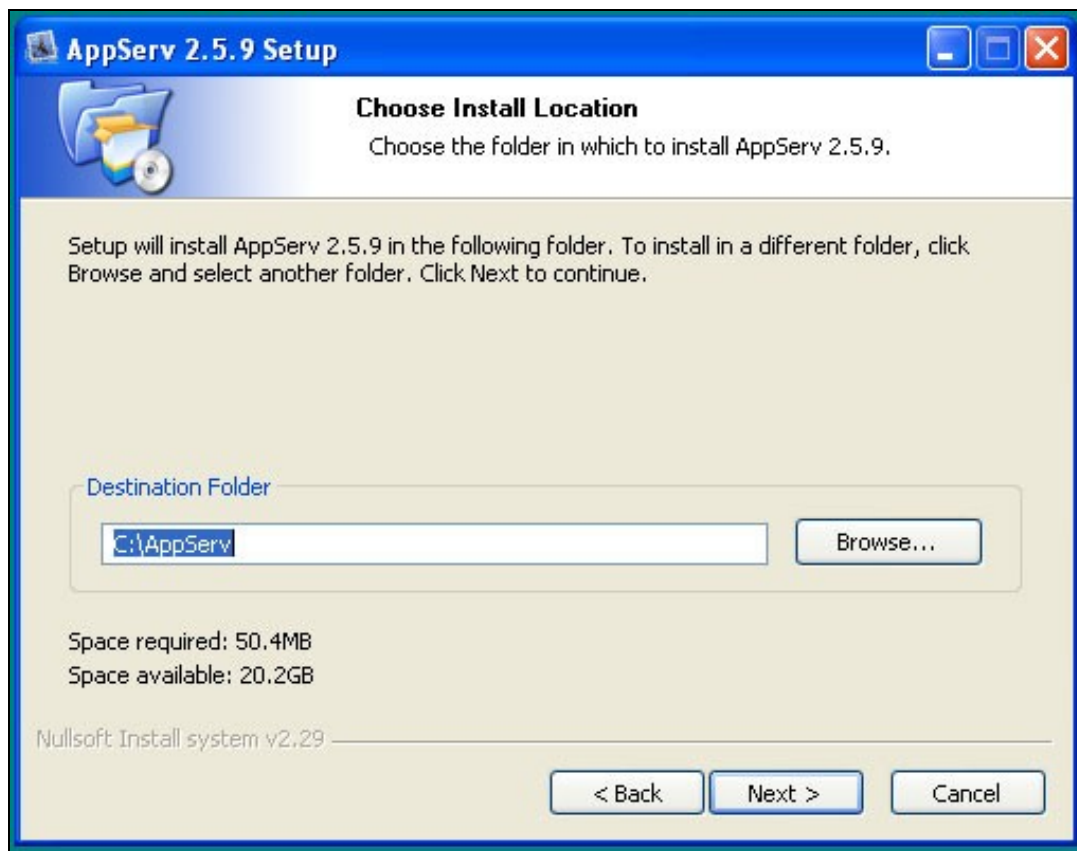 AppServ 2.5.9 Setup
Choose Install Location
Choose the folder in which to install AppServ 2.5.9.
Setup will install AppServ 2.5.9 in the following folder. To install in a different folder, click
Browse and select another folder. Click Next to continue.
Destination Folder
C:\AppServ
Browse...
Space required: 50.4MB
Space available: 20.2GB
Nullsoft Install system v2.29
< Back
Next >
Cancel